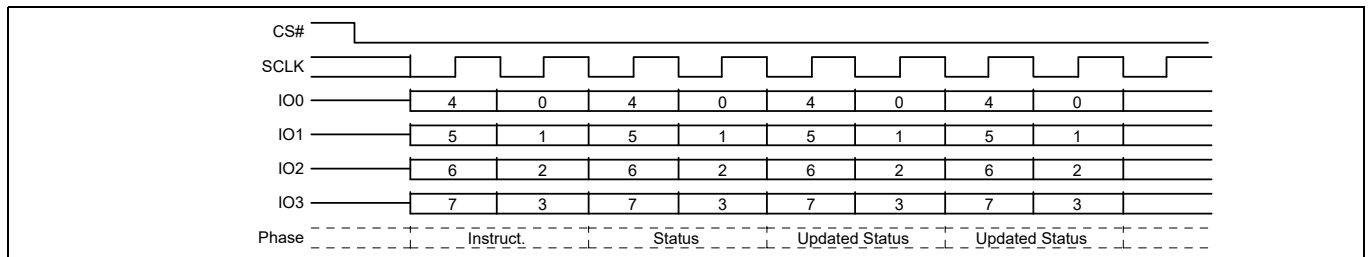 CS#
SCLK
IO0 4 0 4 0 4 0 4 0
IO1 5 1 5 1 5 1 5 1
IO2 6 2 6 2 6 2 6 2
IO3 7 3 7 3 7 3 7 3
Phase Instruct. Status Updated Status Updated Status